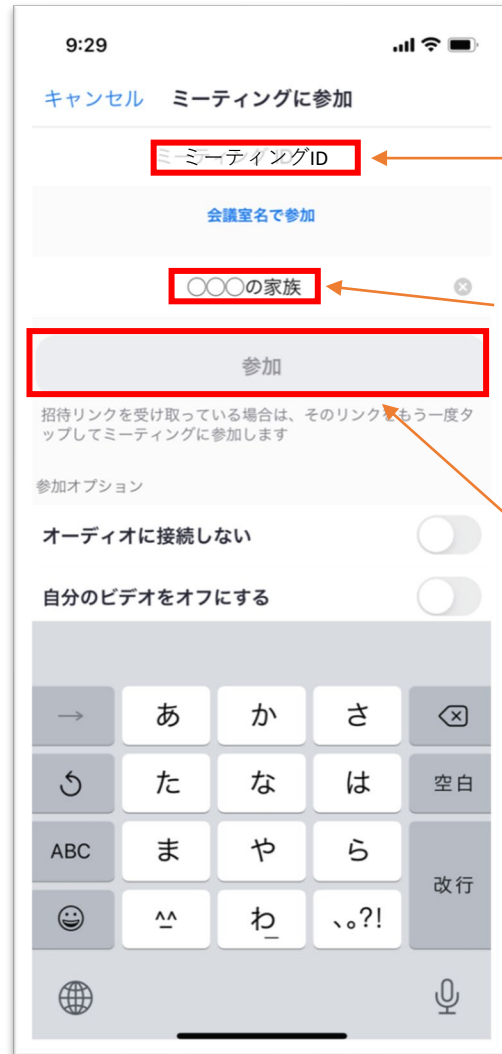 9:29
キャンセル ミーティングに参加
ミーティングID
会議室名で参加
○○○の家族
参加
招待リンクを受け取っている場合は、そのリンクをもう一度タ
ップしてミーティングに参加します
参加オプション
オーディオに接続しない
自分のビデオをオフにする
→ あ か さ
た な は 空白
ABC ま や ら
改行
^^ わ 、。?!